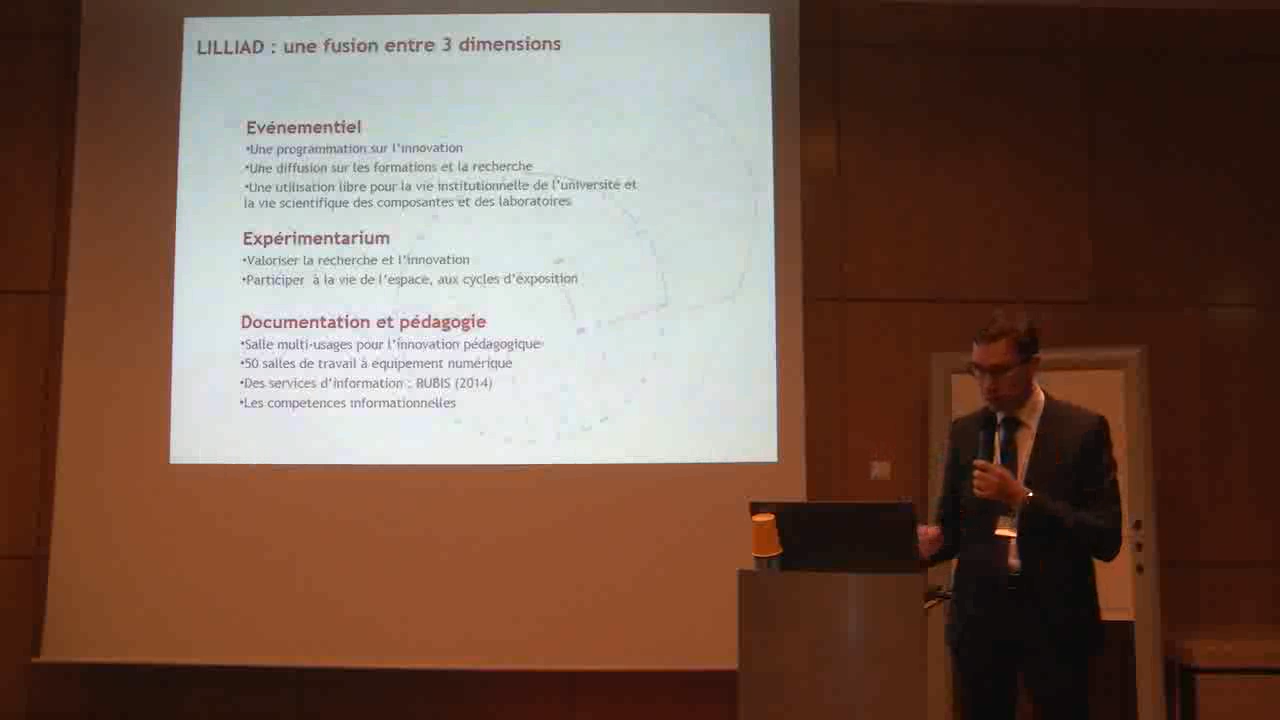 LILLIAD : une fusion entre 3 dimensions
Evénementiel
•Une programmation sur l'innovation
•Une diffusion sur les formations et la recherche
•Une utilisation libre pour la vie institutionnelle de l'université et
la vie scientifique des composantes et des laboratoires
Expérimentarium
•Valoriser la recherche et l'innovation
•Participer à la vie de l'espace, aux cycles d'exposition
Documentation et pédagogie
•Salle multi-usages pour l'innovation pédagogique
•50 salles de travail à équipement numérique
•Des services d'information : RUBIS (2014)
•Les competences informationnelles